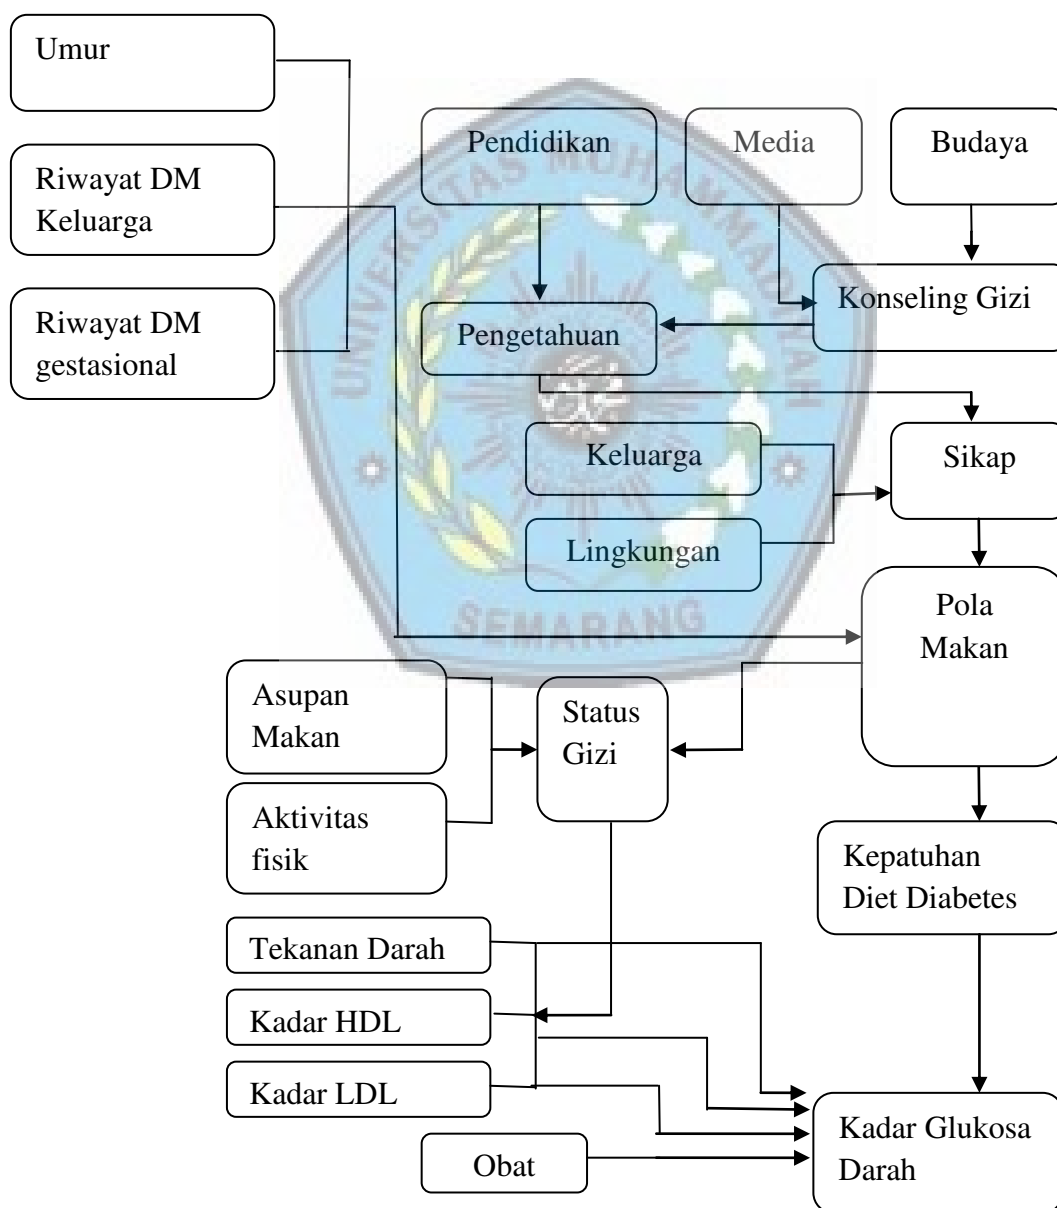 Umur
Pendidikan
Media
Budaya
Riwayat DM
Keluarga
Konseling Gizi
Riwayat DM
gestasional
Pengetahuan
Keluarga
Sikap
Lingkungan
Pola
Makan
Asupan
Makan
Status
Gizi
Aktivitas
fisik
Kepatuhan
Diet Diabetes
Tekanan Darah
Kadar HDL
Kadar LDL
Kadar Glukosa
Darah
Obat
UNIVERSITAS MUHAMMADIYAH
SEMARANG